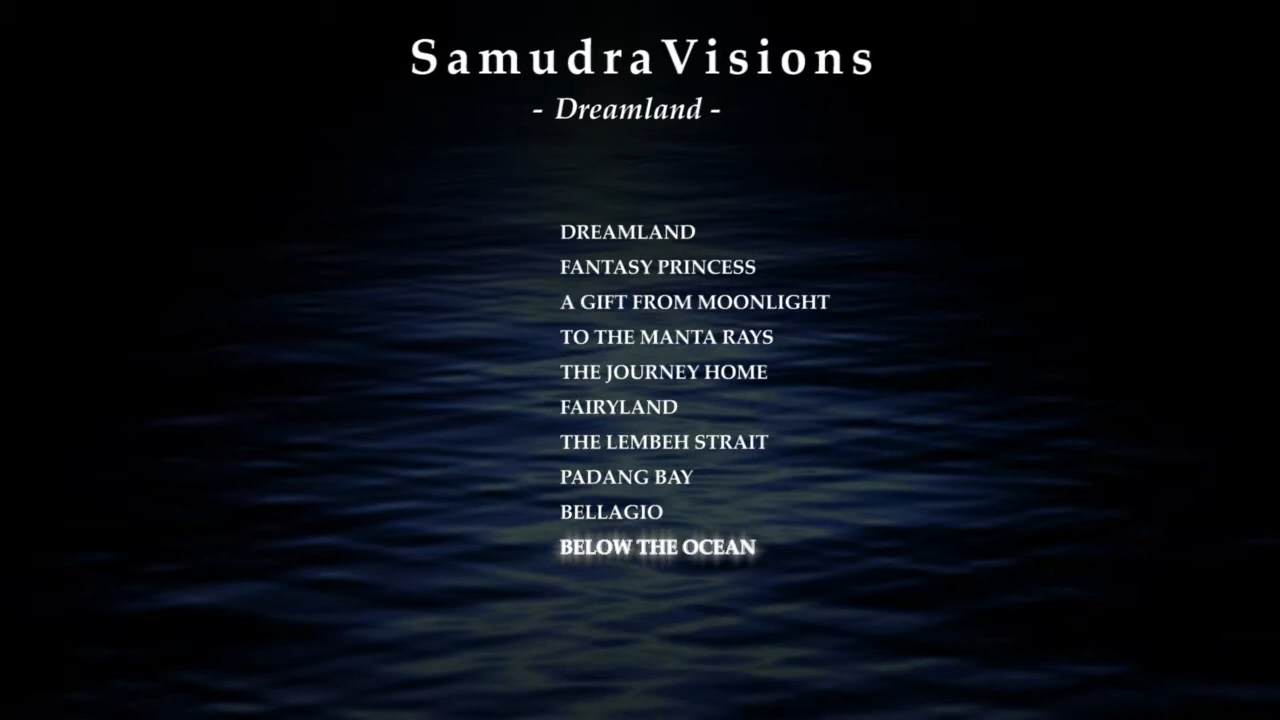 SamudraVisions
- Dreamland -
DREAMLAND
FANTASY PRINCESS
A GIFT FROM MOONLIGHT
TO THE MANTA RAYS
THE JOURNEY HOME
FAIRYLAND
THE LEMBEH STRAIT
PADANG BAY
BELLAGIO
BELOW THE OCEAN